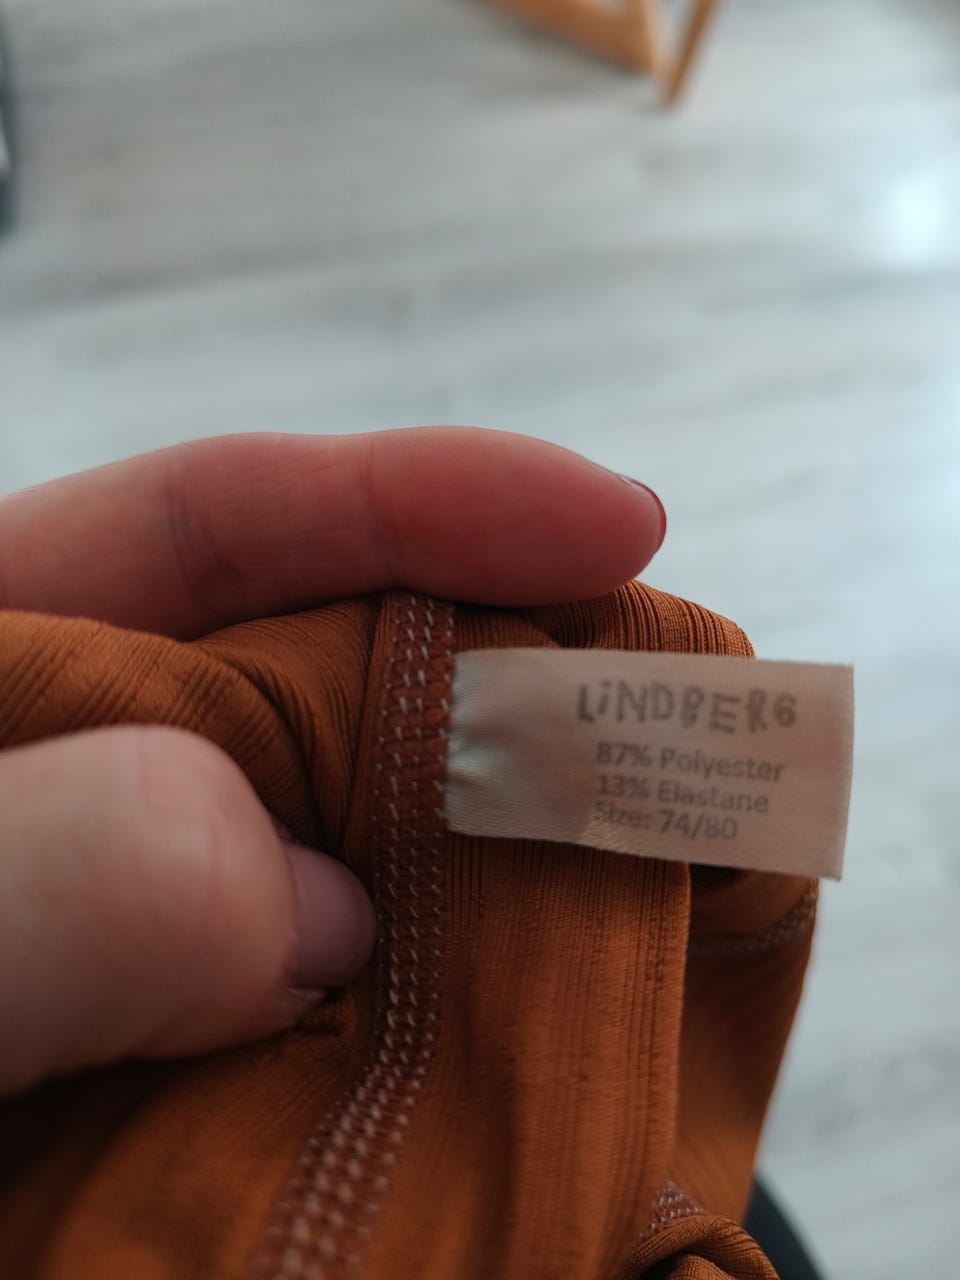 LiNDBERG
87% Polyester
13% Elastane
Size: 74/80